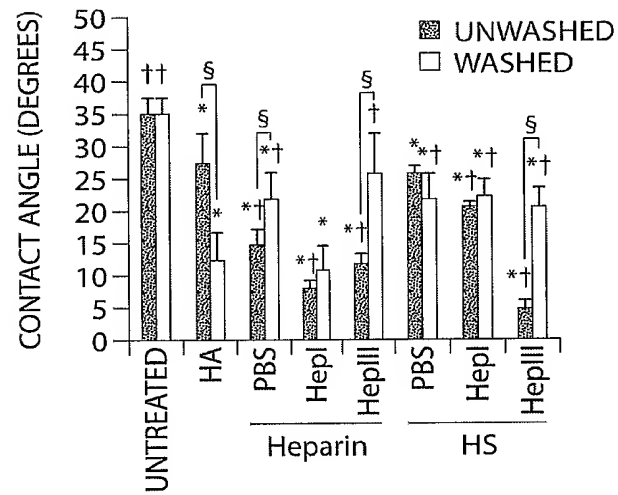 50
45
40
35
30
25
20
15
10
5
0
CONTACT ANGLE (DEGREES)
UNWASHED
WASHED
††
§
*
*
§
*†
*†
*†
*
§
†
*†
*
*†
*†
*†
§
*†
*†
UNTREATED
HA
PBS
HepI
HepIII
PBS
HepI
HepIII
Heparin
HS